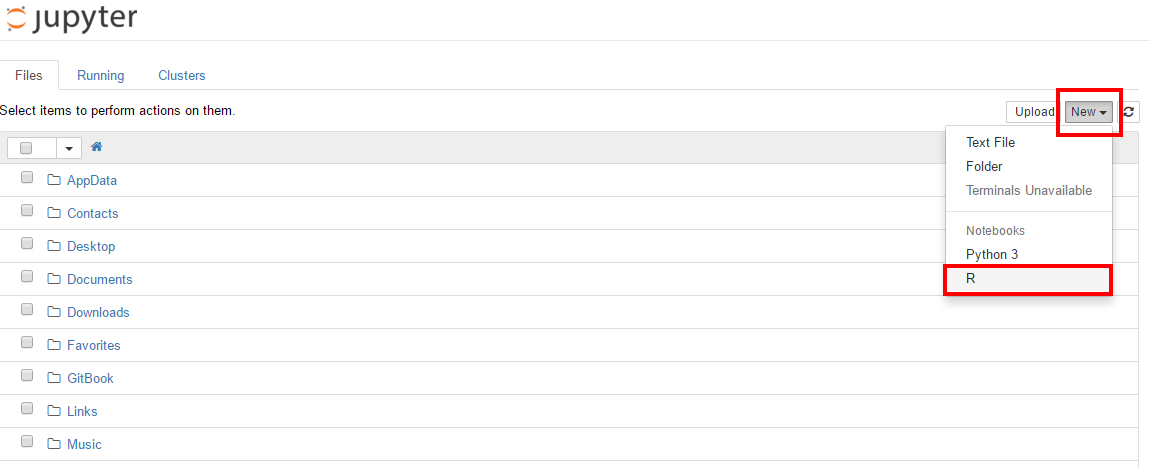 jupyter
Files Running Clusters
Select items to perform actions on them.
Upload New
Text File
Folder
Terminals Unavailable
Notebooks
Python 3
R
AppData
Contacts
Desktop
Documents
Downloads
Favorites
GitBook
Links
Music